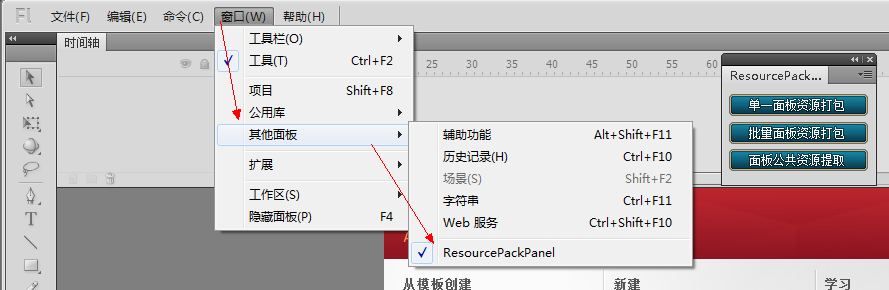 Fl 文件(F) 编辑(E) 命令(C) 窗口(W) 帮助(H)
时间轴
工具栏(O)
工具(T) Ctrl+F2
项目 Shift+F8
公用库
其他面板
扩展
工作区(S)
隐藏面板(P) F4
25 30 35 40 45 50 55 60
辅助功能 Alt+Shift+F11
历史记录(H) Ctrl+F10
场景(S) Shift+F2
字符串 Ctrl+F11
Web 服务 Ctrl+Shift+F10
ResourcePackPanel
ResourcePack...
单一面板资源打包
批量面板资源打包
面板公共资源提取
从模板创建 新建 学习